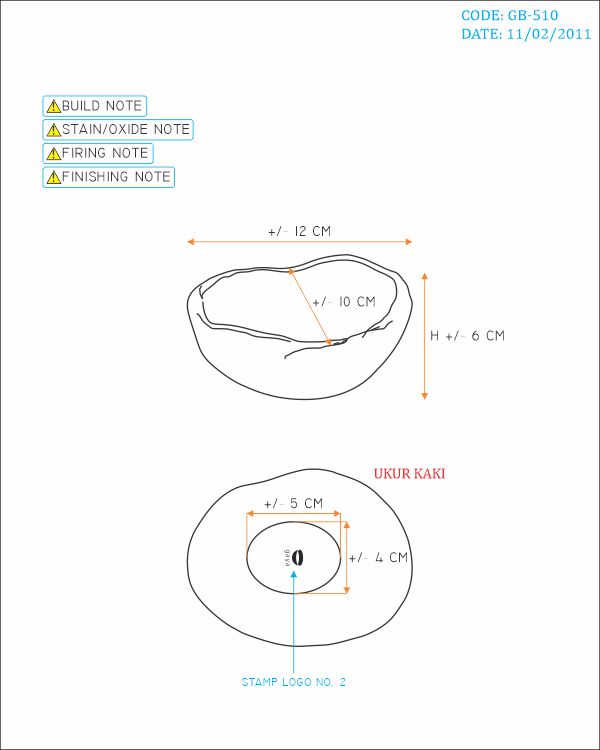 CODE: GB-510
DATE: 11/02/2011
BUILD NOTE
STAIN/OXIDE NOTE
FIRING NOTE
FINISHING NOTE
+/- 12 CM
+/- 10 CM
H +/- 6 CM
UKUR KAKI
+/- 5 CM
gaya
+/- 4 CM
STAMP LOGO NO. 2